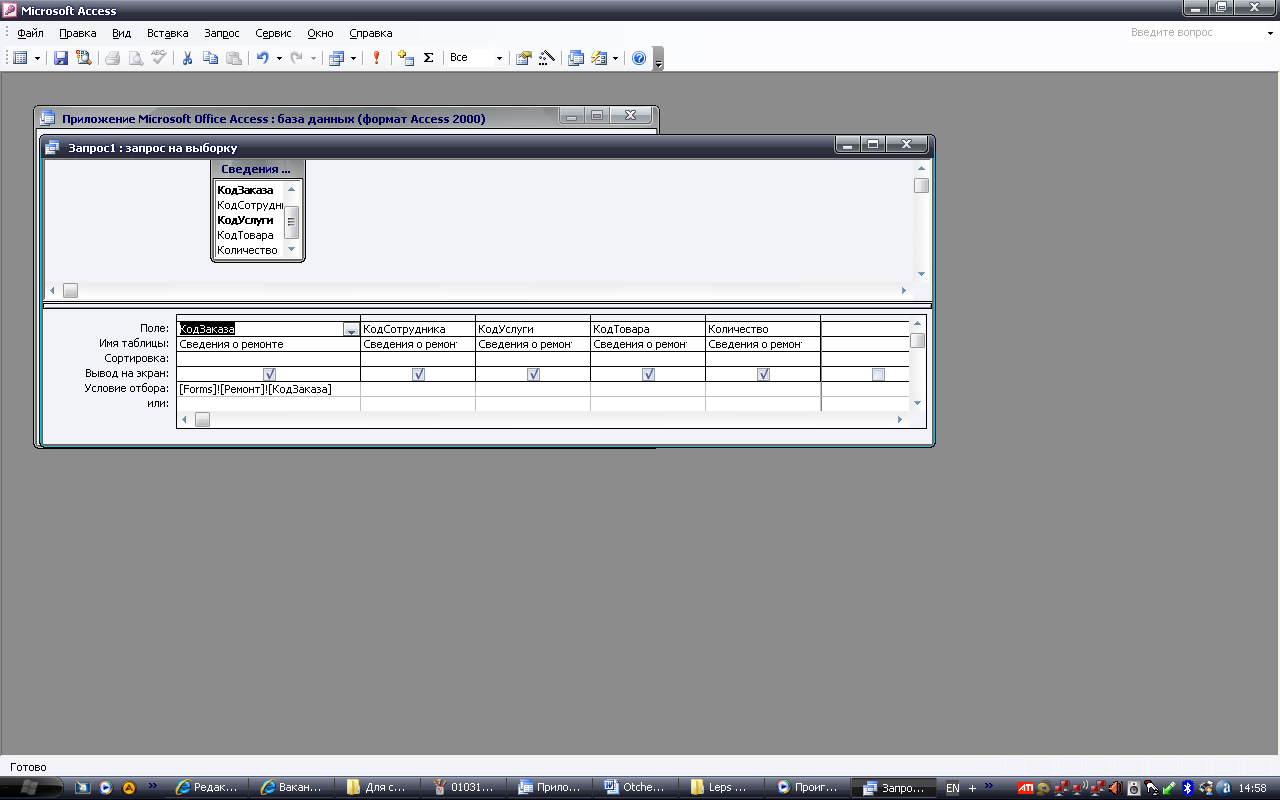 Microsoft Access
Файл Правка Вид Вставка Запрос Сервис Окно Справка Введите вопрос
ABC Σ Все
Приложение Microsoft Office Access : база данных (формат Access 2000)
Запрос1 : запрос на выборку
Сведения ...
КодЗаказа
КодСотрудни
КодУслуги
КодТовара
Количество
Поле: КодЗаказа КодСотрудника КодУслуги КодТовара Количество
Имя таблицы: Сведения о ремонте Сведения о ремон Сведения о ремон Сведения о ремон Сведения о ремон
Сортировка:
Вывод на экран:
Условие отбора: [Forms]![Ремонт]![КодЗаказа]
или:
Готово
Редак... Вакан... Для с... 01031... Прило... Otche... Leps ... Проиг... Запро... EN ATI 14:58